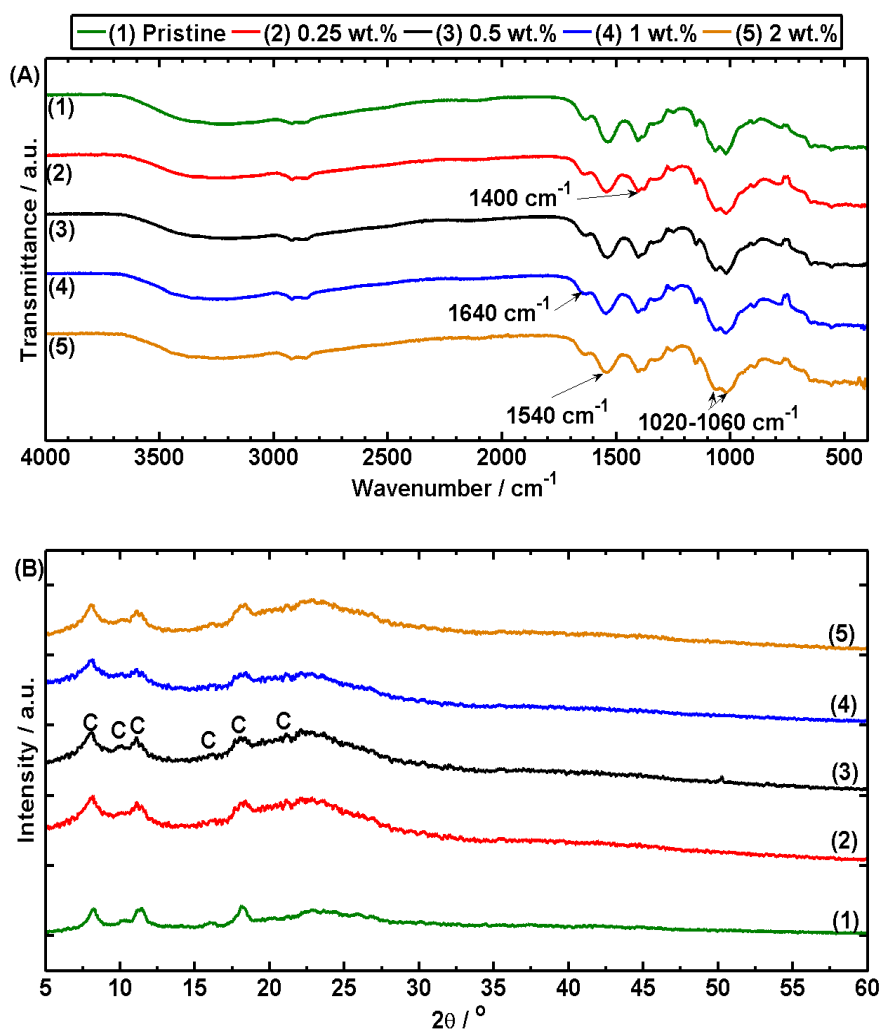 (1) Pristine (2) 0.25 wt.% (3) 0.5 wt.% (4) 1 wt.% (5) 2 wt.%
(A)
(1)
(2)
1400 cm⁻¹
(3)
(4)
1640 cm⁻¹
(5)
1540 cm⁻¹
1020-1060 cm⁻¹
Transmittance / a.u.
4000 3500 3000 2500 2000 1500 1000 500
Wavenumber / cm⁻¹
(B)
(5)
(4)
C C C C C C
(3)
(2)
(1)
Intensity / a.u.
5 10 15 20 25 30 35 40 45 50 55 60
2θ / °